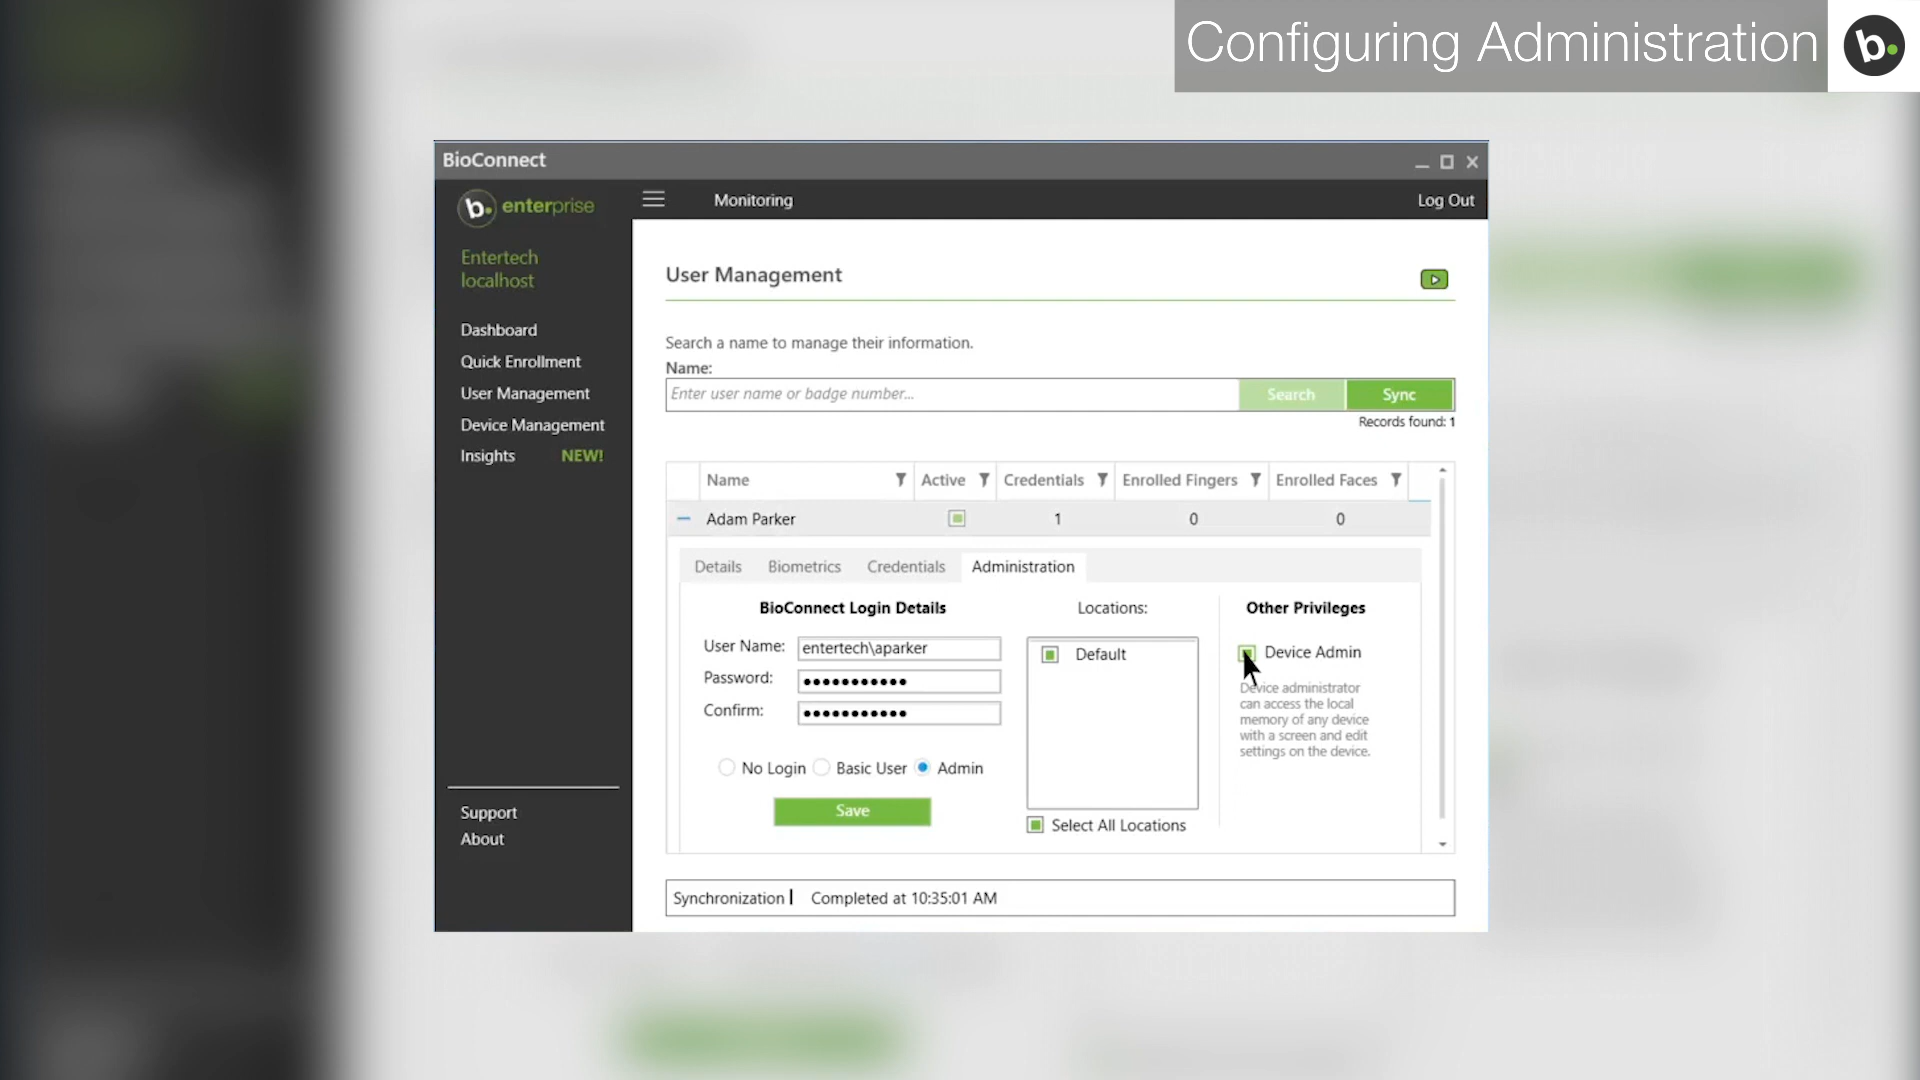 Configuring Administration
b.
BioConnect
b. enterprise
Monitoring
Log Out
Entertech
localhost
Dashboard
Quick Enrollment
User Management
Device Management
Insights NEW!
Support
About
User Management
Search a name to manage their information.
Name:
Enter user name or badge number...
Search
Sync
Records found: 1
Name Active Credentials Enrolled Fingers Enrolled Faces
Adam Parker 1 0 0
Details Biometrics Credentials Administration
BioConnect Login Details
User Name: entertech\aparker
Password: ●●●●●●●●●●●
Confirm: ●●●●●●●●●●●
No Login Basic User Admin
Save
Locations:
Default
Select All Locations
Other Privileges
Device Admin
Device administrator
can access the local
memory of any device
with a screen and edit
settings on the device.
Synchronization | Completed at 10:35:01 AM